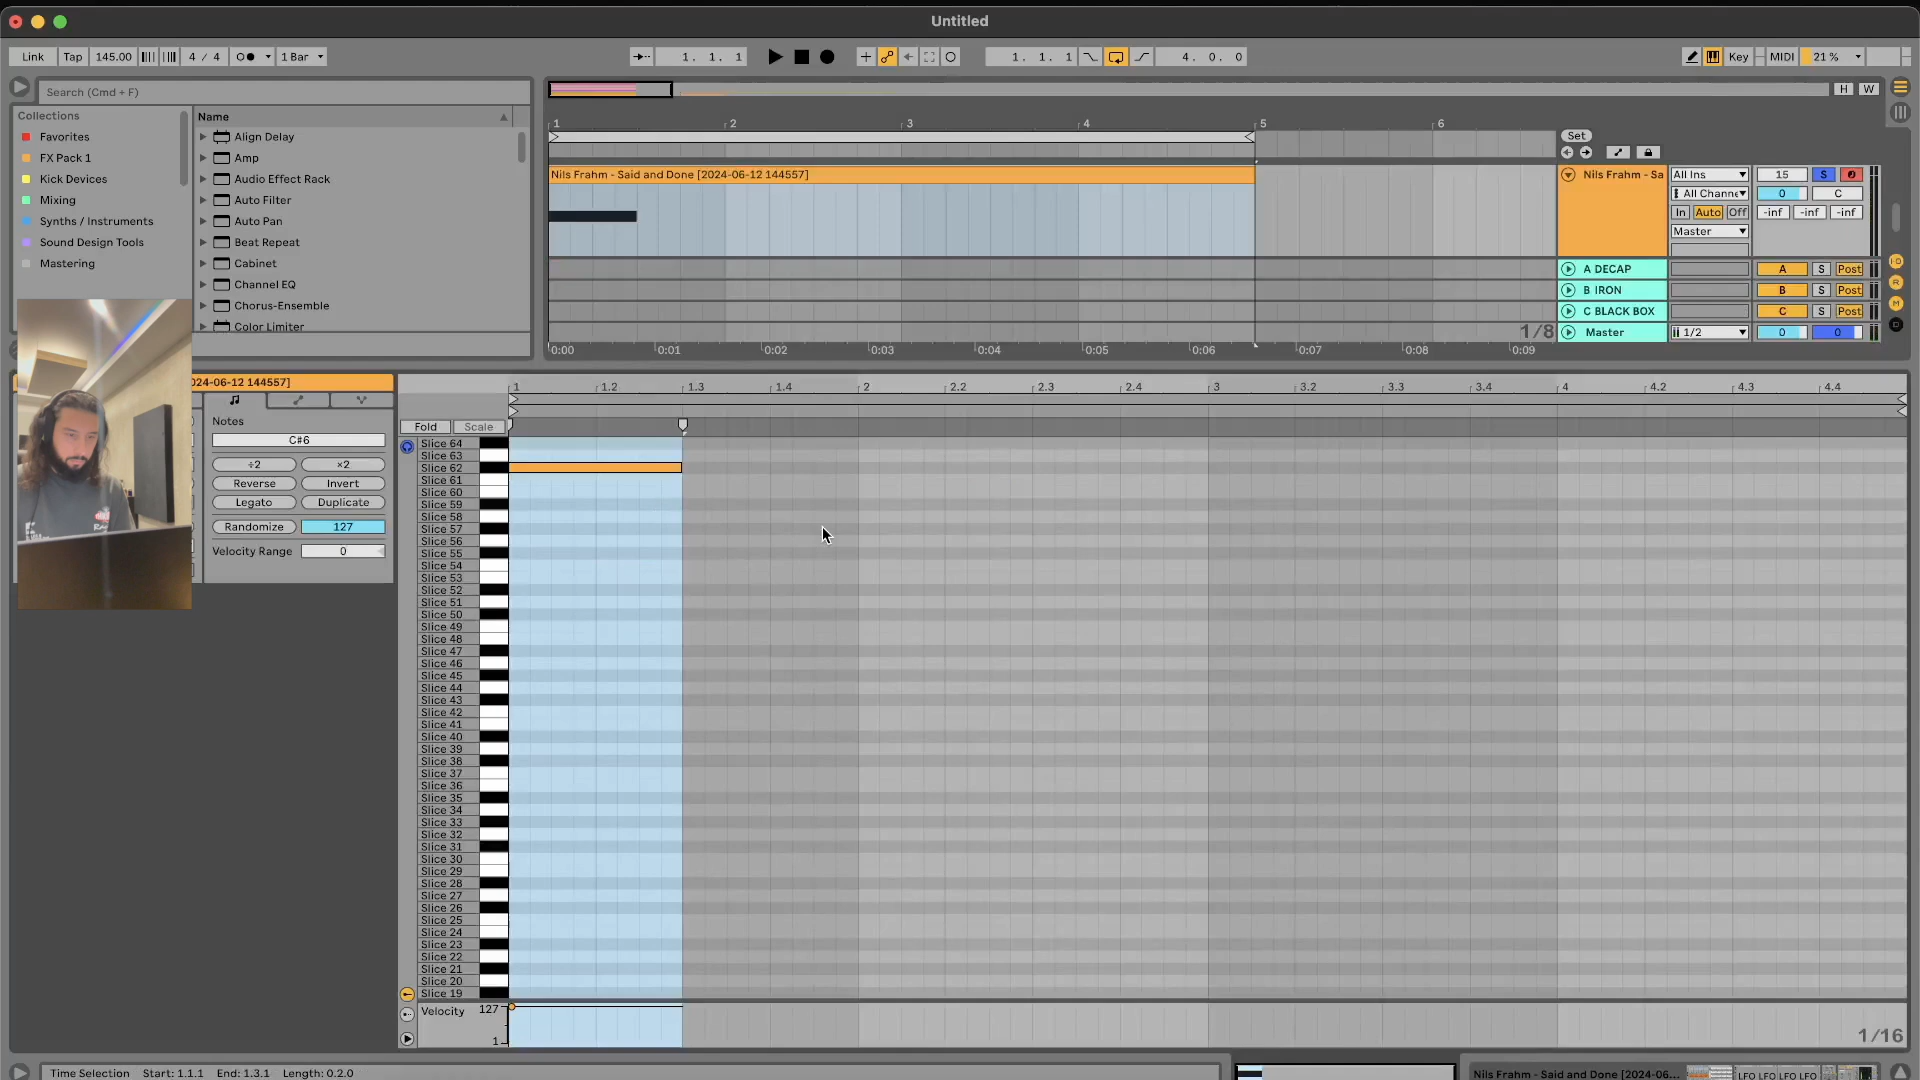 Untitled
Link Tap 145.00 4 / 4 1 Bar 1. 1. 1 1. 1. 1 4. 0. 0 Key MIDI 21 %
Search (Cmd + F) H W
Collections
Favorites
FX Pack 1
Kick Devices
Mixing
Synths / Instruments
Sound Design Tools
Mastering
Name
Align Delay
Amp
Audio Effect Rack
Auto Filter
Auto Pan
Beat Repeat
Cabinet
Channel EQ
Chorus-Ensemble
Color Limiter
1 2 3 4 5 6
Set
Nils Frahm - Said and Done [2024-06-12 144557]
Nils Frahm - Sa All Ins 15 S
All Channe 0 C
In Auto Off -inf -inf -inf
Master
A DECAP A S Post
B IRON B S Post
C BLACK BOX C S Post
1/8 Master 1/2 0 0
0:00 0:01 0:02 0:03 0:04 0:05 0:06 0:07 0:08 0:09
024-06-12 144557]
Notes
C#6
÷2 ×2
Reverse Invert
Legato Duplicate
Randomize 127
Velocity Range 0
1 1.2 1.3 1.4 2 2.2 2.3 2.4 3 3.2 3.3 3.4 4 4.2 4.3 4.4
Fold Scale
Slice 64
Slice 63
Slice 62
Slice 61
Slice 60
Slice 59
Slice 58
Slice 57
Slice 56
Slice 55
Slice 54
Slice 53
Slice 52
Slice 51
Slice 50
Slice 49
Slice 48
Slice 47
Slice 46
Slice 45
Slice 44
Slice 43
Slice 42
Slice 41
Slice 40
Slice 39
Slice 38
Slice 37
Slice 36
Slice 35
Slice 34
Slice 33
Slice 32
Slice 31
Slice 30
Slice 29
Slice 28
Slice 27
Slice 26
Slice 25
Slice 24
Slice 23
Slice 22
Slice 21
Slice 20
Slice 19
Velocity 127
1
1/16
Time Selection Start: 1.1.1 End: 1.3.1 Length: 0.2.0
Nils Frahm - Said and Done [2024-06... LFO LFO LFO LFO